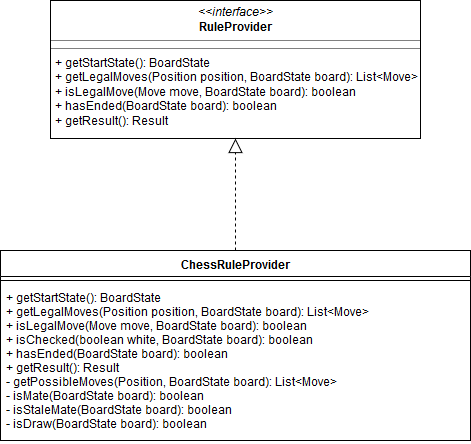 <<interface>>
RuleProvider
+ getStartState(): BoardState
+ getLegalMoves(Position position, BoardState board): List<Move>
+ isLegalMove(Move move, BoardState board): boolean
+ hasEnded(BoardState board): boolean
+ getResult(): Result
ChessRuleProvider
+ getStartState(): BoardState
+ getLegalMoves(Position position, BoardState board): List<Move>
+ isLegalMove(Move move, BoardState board): boolean
+ isChecked(boolean white, BoardState board): boolean
+ hasEnded(BoardState board): boolean
+ getResult(): Result
- getPossibleMoves(Position, BoardState board): List<Move>
- isMate(BoardState board): boolean
- isStaleMate(BoardState board): boolean
- isDraw(BoardState board): boolean